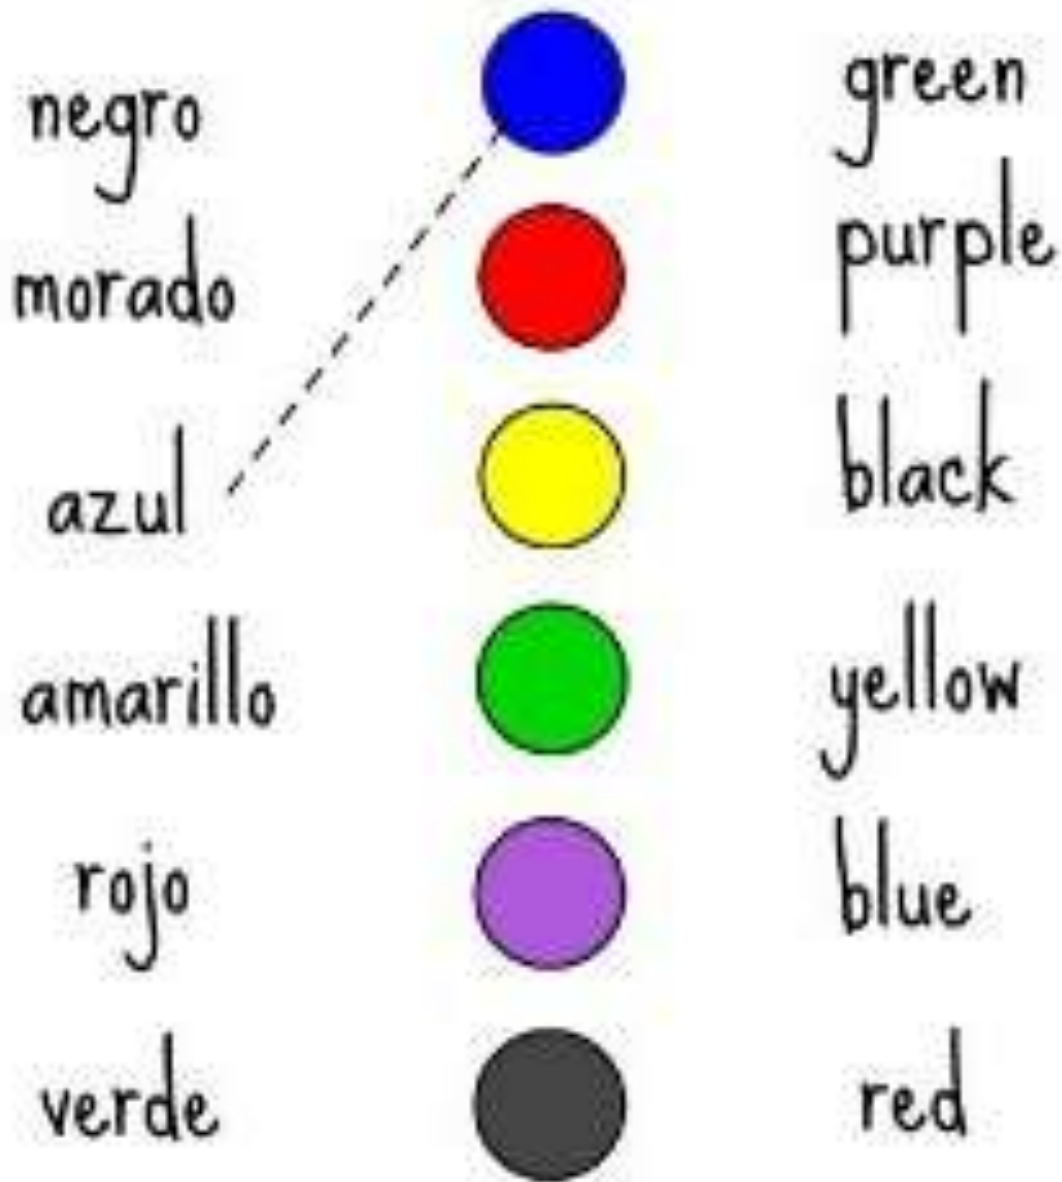 negro
green
morado
purple
azul
black
amarillo
yellow
rojo
blue
verde
red